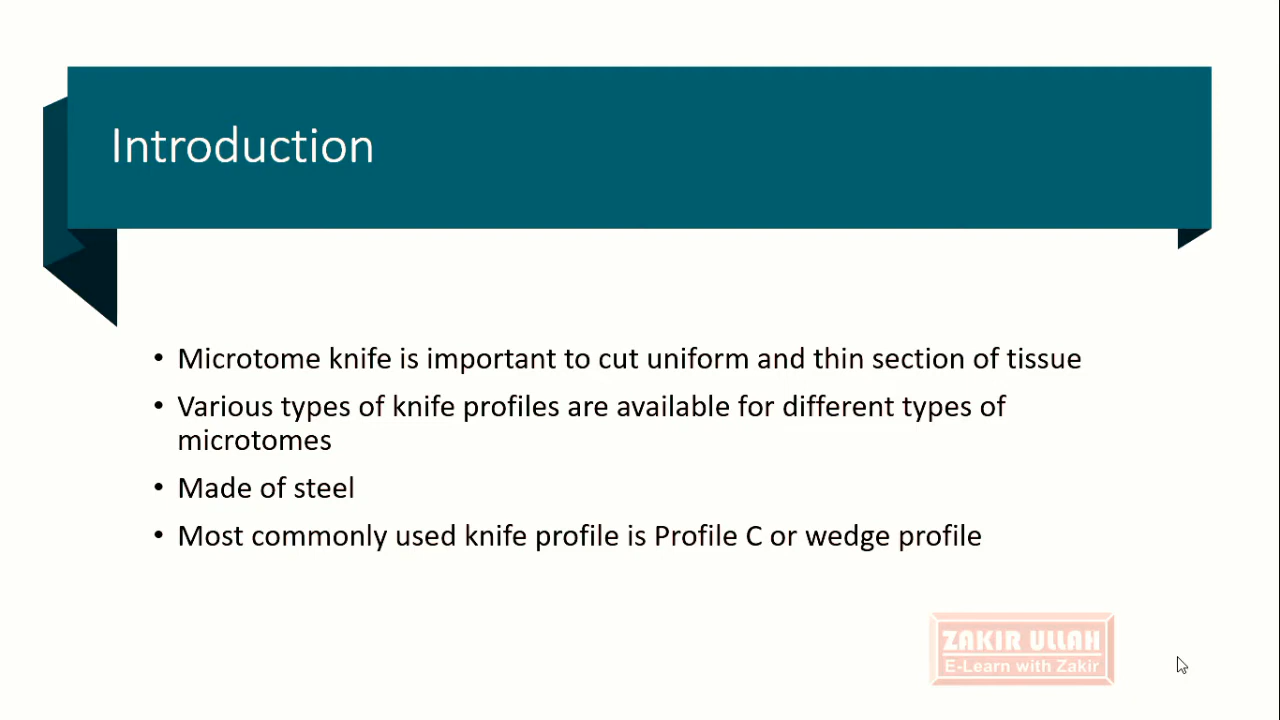 Introduction
• Microtome knife is important to cut uniform and thin section of tissue
• Various types of knife profiles are available for different types of
microtomes
• Made of steel
• Most commonly used knife profile is Profile C or wedge profile
ZAKIR ULLAH
E-Learn with Zakir